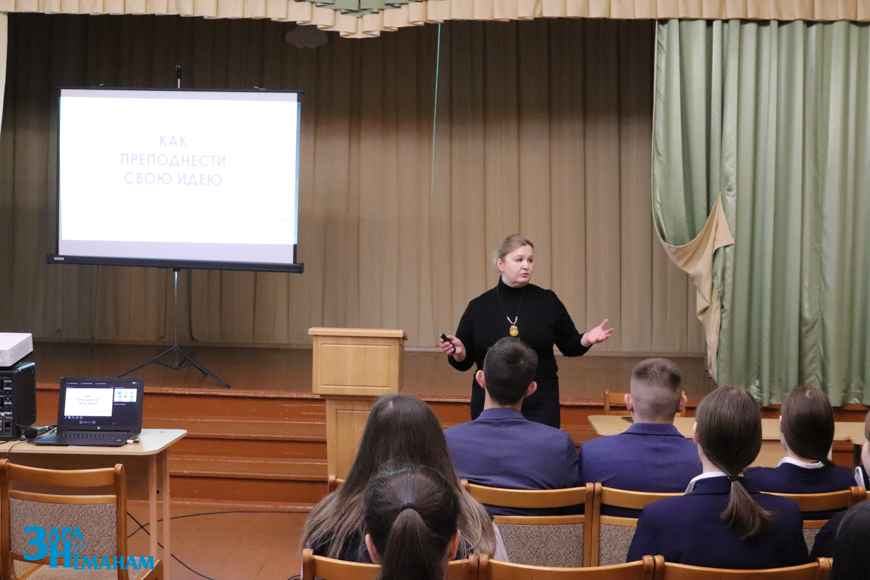 КАК
ПРЕПОДНЕСТИ
СВОЮ ИДЕЮ
ЗАРА
НАД
НЕМАНАМ